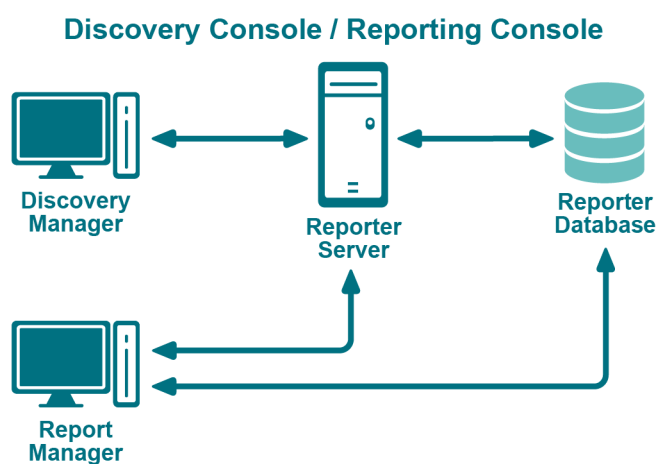 Discovery Console / Reporting Console
Discovery
Manager
Reporter
Server
Reporter
Database
Report
Manager